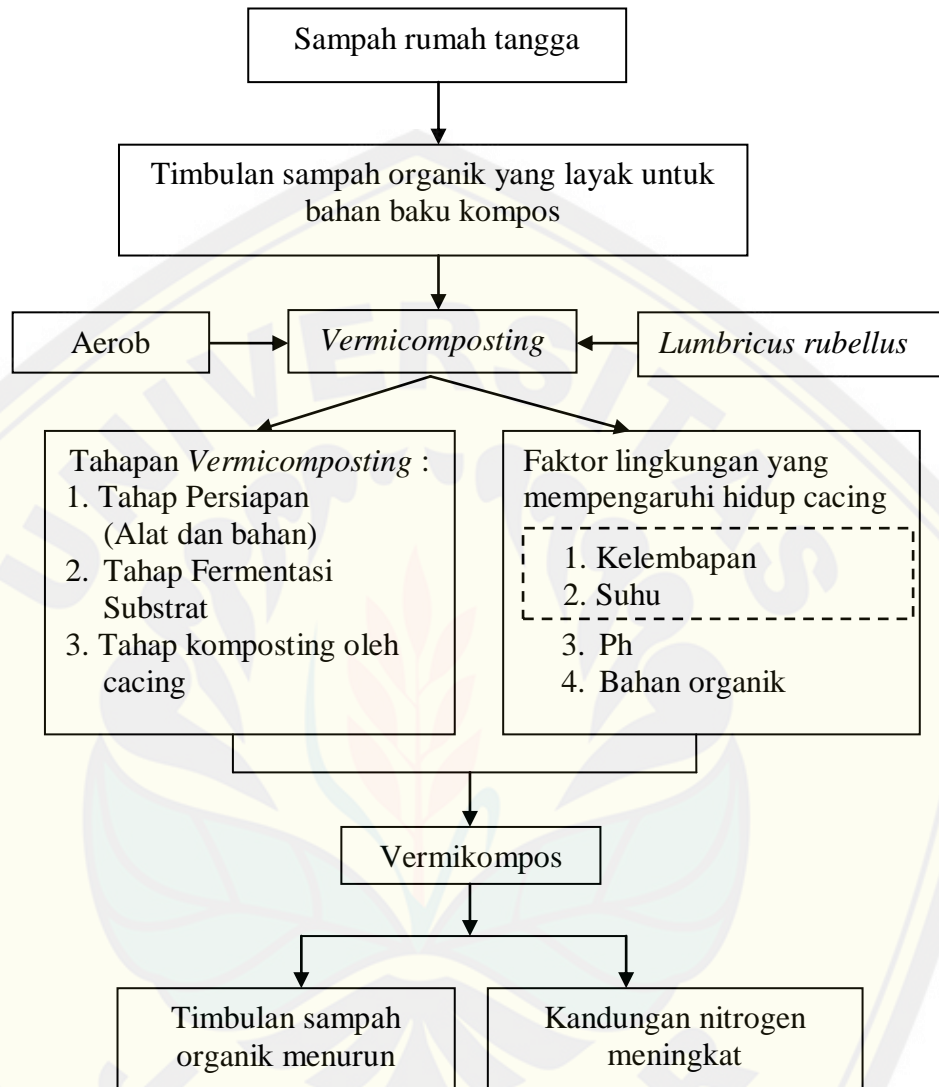 Sampah rumah tangga
Timbulan sampah organik yang layak untuk
bahan baku kompos
Aerob
Vermicomposting
Lumbricus rubellus
Tahapan Vermicomposting :
1. Tahap Persiapan
(Alat dan bahan)
2. Tahap Fermentasi
Substrat
3. Tahap komposting oleh
cacing
Faktor lingkungan yang
mempengaruhi hidup cacing
1. Kelembapan
2. Suhu
3. Ph
4. Bahan organik
Vermikompos
Timbulan sampah
organik menurun
Kandungan nitrogen
meningkat
UNIVERSITAS